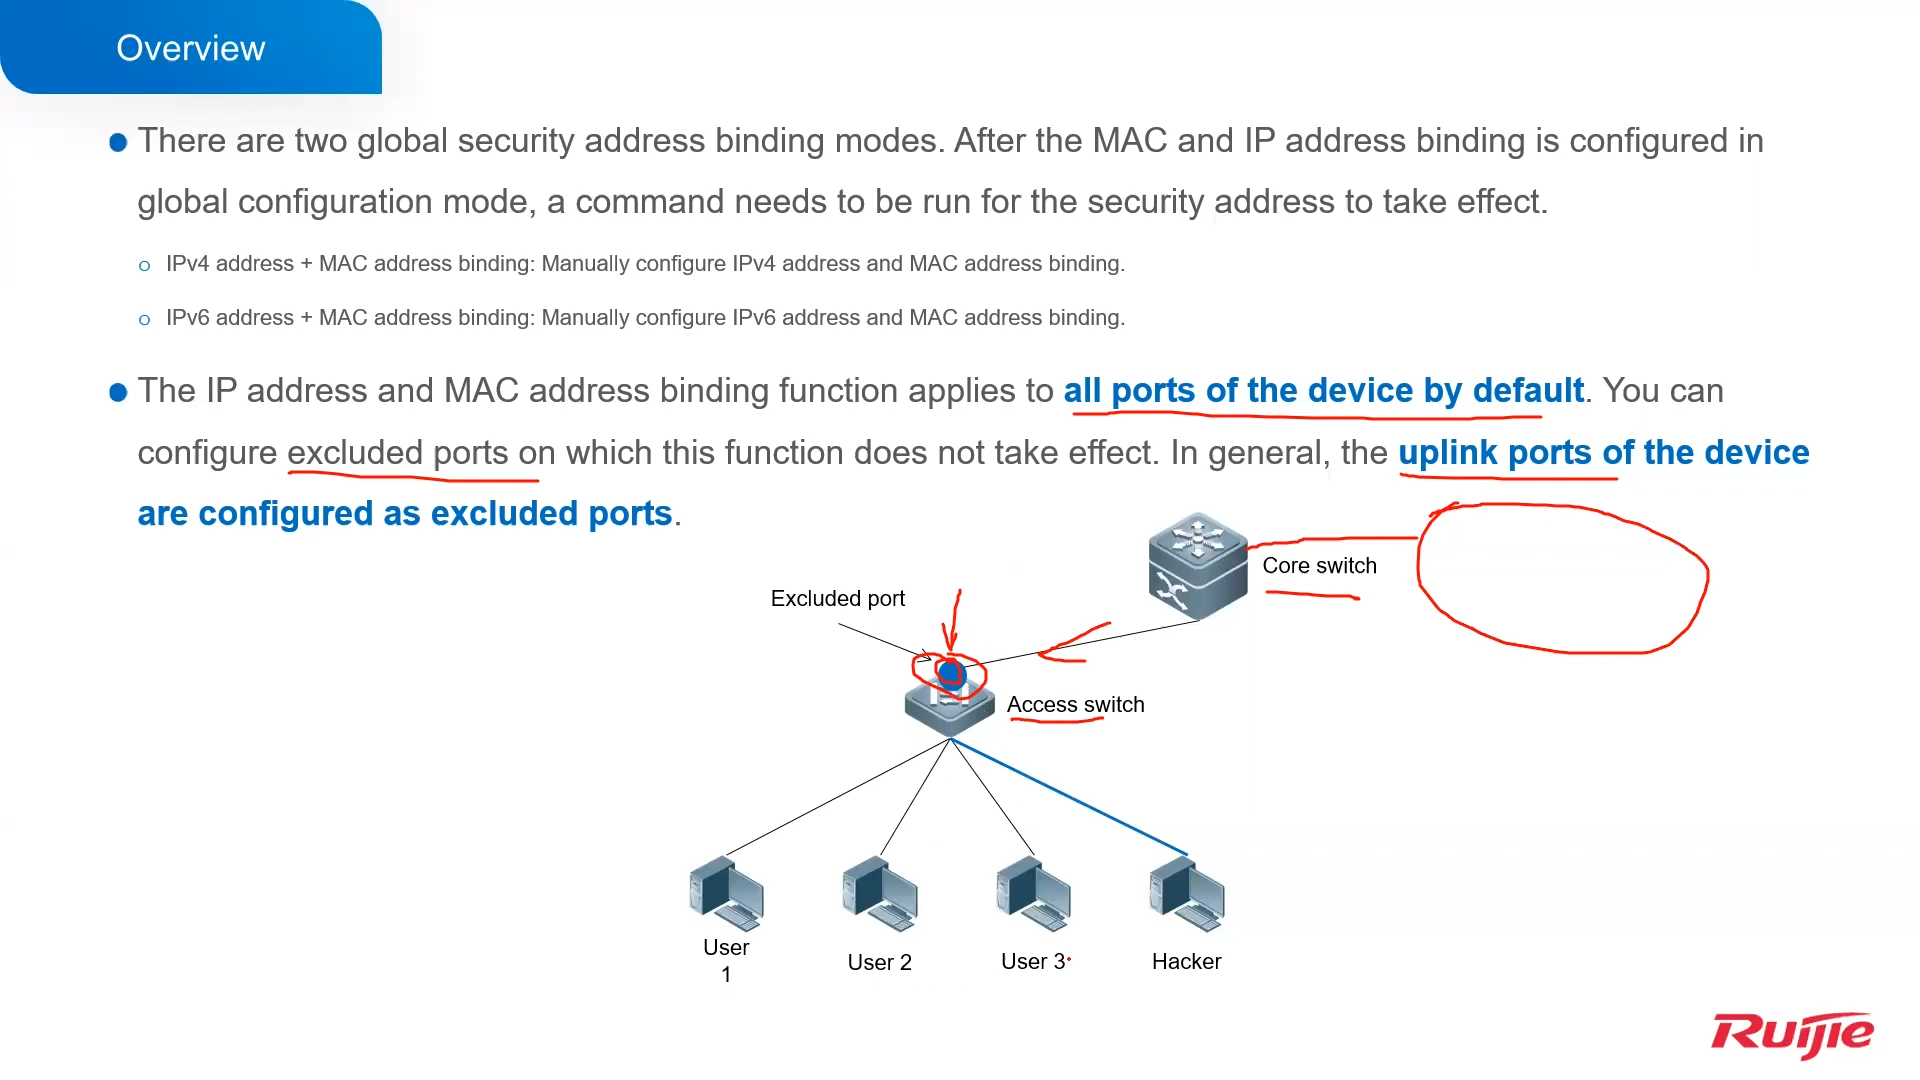 Overview
There are two global security address binding modes. After the MAC and IP address binding is configured in
global configuration mode, a command needs to be run for the security address to take effect.
IPv4 address + MAC address binding: Manually configure IPv4 address and MAC address binding.
IPv6 address + MAC address binding: Manually configure IPv6 address and MAC address binding.
The IP address and MAC address binding function applies to all ports of the device by default. You can
configure excluded ports on which this function does not take effect. In general, the uplink ports of the device
are configured as excluded ports.
Core switch
Excluded port
Access switch
User
1
User 2
User 3
Hacker
Ruijie